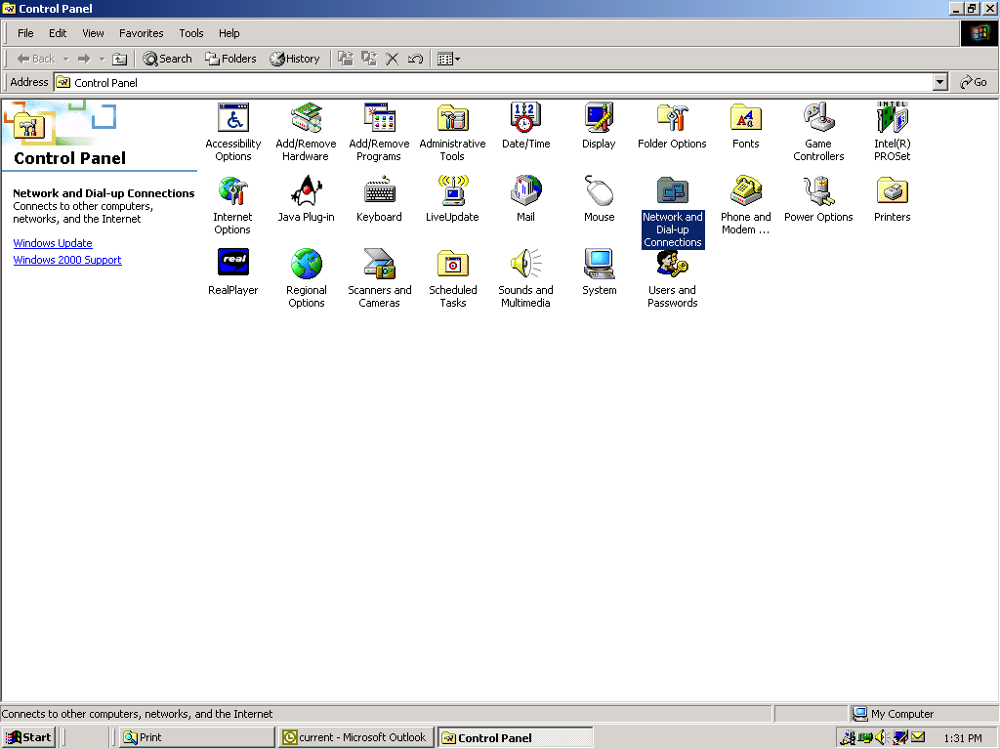 Control Panel
File Edit View Favorites Tools Help
Back Search Folders History
Address Control Panel Go
Control Panel
Network and Dial-up Connections
Connects to other computers,
networks, and the Internet
Windows Update
Windows 2000 Support
Accessibility
Options
Add/Remove
Hardware
Add/Remove
Programs
Administrative
Tools
Date/Time
Display
Folder Options
Fonts
Game
Controllers
INTEL
Intel(R)
PROSet
Internet
Options
Java Plug-in
Keyboard
LiveUpdate
Mail
Mouse
Network and
Dial-up
Connections
Phone and
Modem ...
Power Options
Printers
real
RealPlayer
Regional
Options
Scanners and
Cameras
Scheduled
Tasks
Sounds and
Multimedia
System
Users and
Passwords
Connects to other computers, networks, and the Internet My Computer
Start Print current - Microsoft Outlook Control Panel 1:31 PM